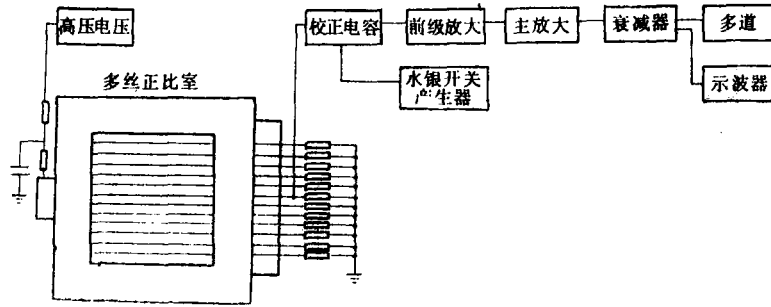 高压电压
校正电容
前级放大
主放大
衰减器
多道
多丝正比室
水银开关
产生器
示波器